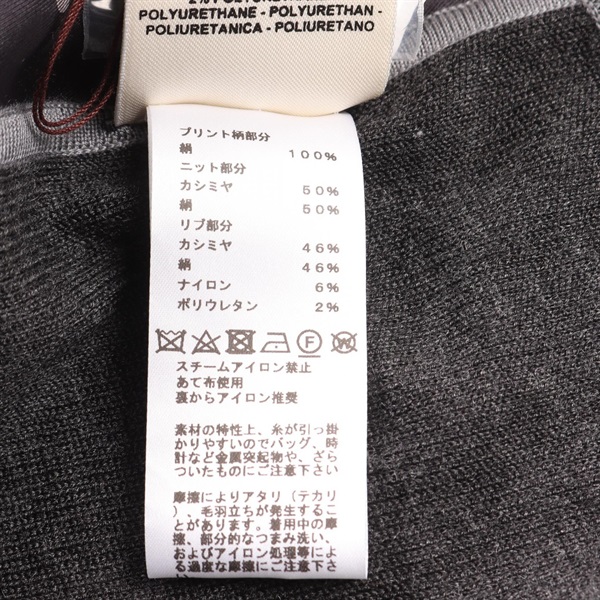 POLYURETHANE - POLYURETHAN -
POLIURETANICA - POLIURETANO
プリント柄部分
絹 100%
ニット部分
カシミヤ 50%
絹 50%
リブ部分
カシミヤ 46%
絹 46%
ナイロン 6%
ポリウレタン 2%
F W
スチームアイロン禁止
あて布使用
裏からアイロン推奨
素材の特性上、糸が引っ掛
かりやすいのでバッグ、時
計など金属突起物や、ざら
ついたものにご注意下さい
摩擦によりアタリ(テカリ
)、毛羽立ちが発生するこ
とがあります。着用中の摩
擦、部分的なつまみ洗い、
およびアイロン処理等によ
る過度な摩擦にご注意下さい